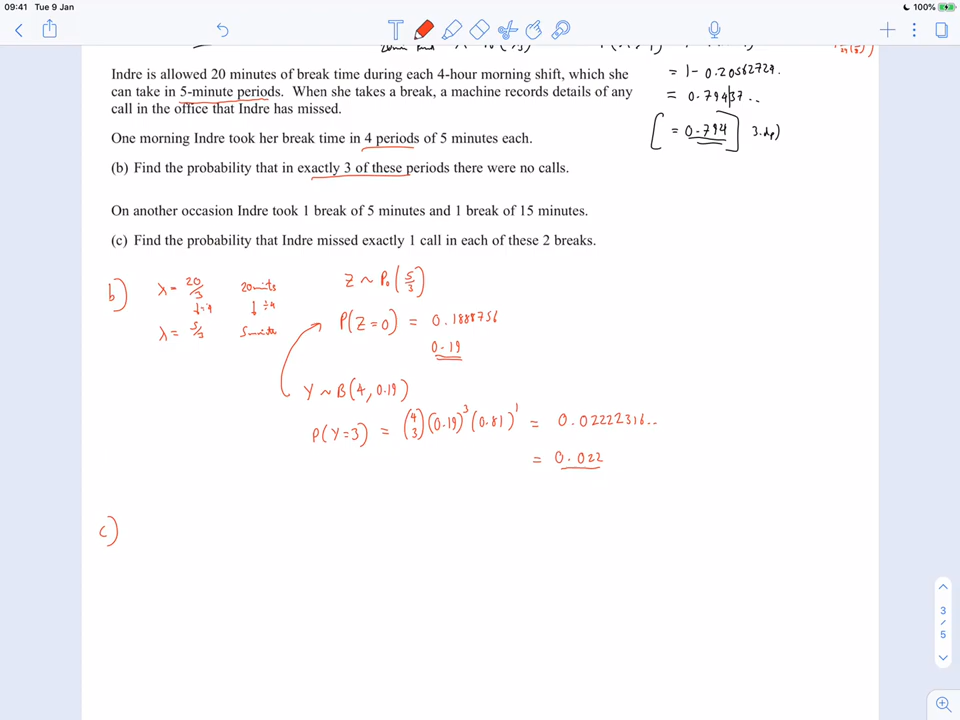 09:41 Tue 9 Jan
100%
= 1 - 0.20562729.
= 0.79437 ..
[ = 0.794 ] 3.dp)
Indre is allowed 20 minutes of break time during each 4-hour morning shift, which she
can take in 5-minute periods. When she takes a break, a machine records details of any
call in the office that Indre has missed.
One morning Indre took her break time in 4 periods of 5 minutes each.
(b) Find the probability that in exactly 3 of these periods there were no calls.
On another occasion Indre took 1 break of 5 minutes and 1 break of 15 minutes.
(c) Find the probability that Indre missed exactly 1 call in each of these 2 breaks.
b) λ = 20/3 20 mints Z ~ Po (5/3)
↓÷4 ↓÷4
λ = 5/3 P(Z=0) = 0.1888756
0.19
Y ~ B(4, 0.19)
P(Y=3) = (4 3) (0.19)^3 (0.81)^1 = 0.02222316..
= 0.022
c)
3
/
5